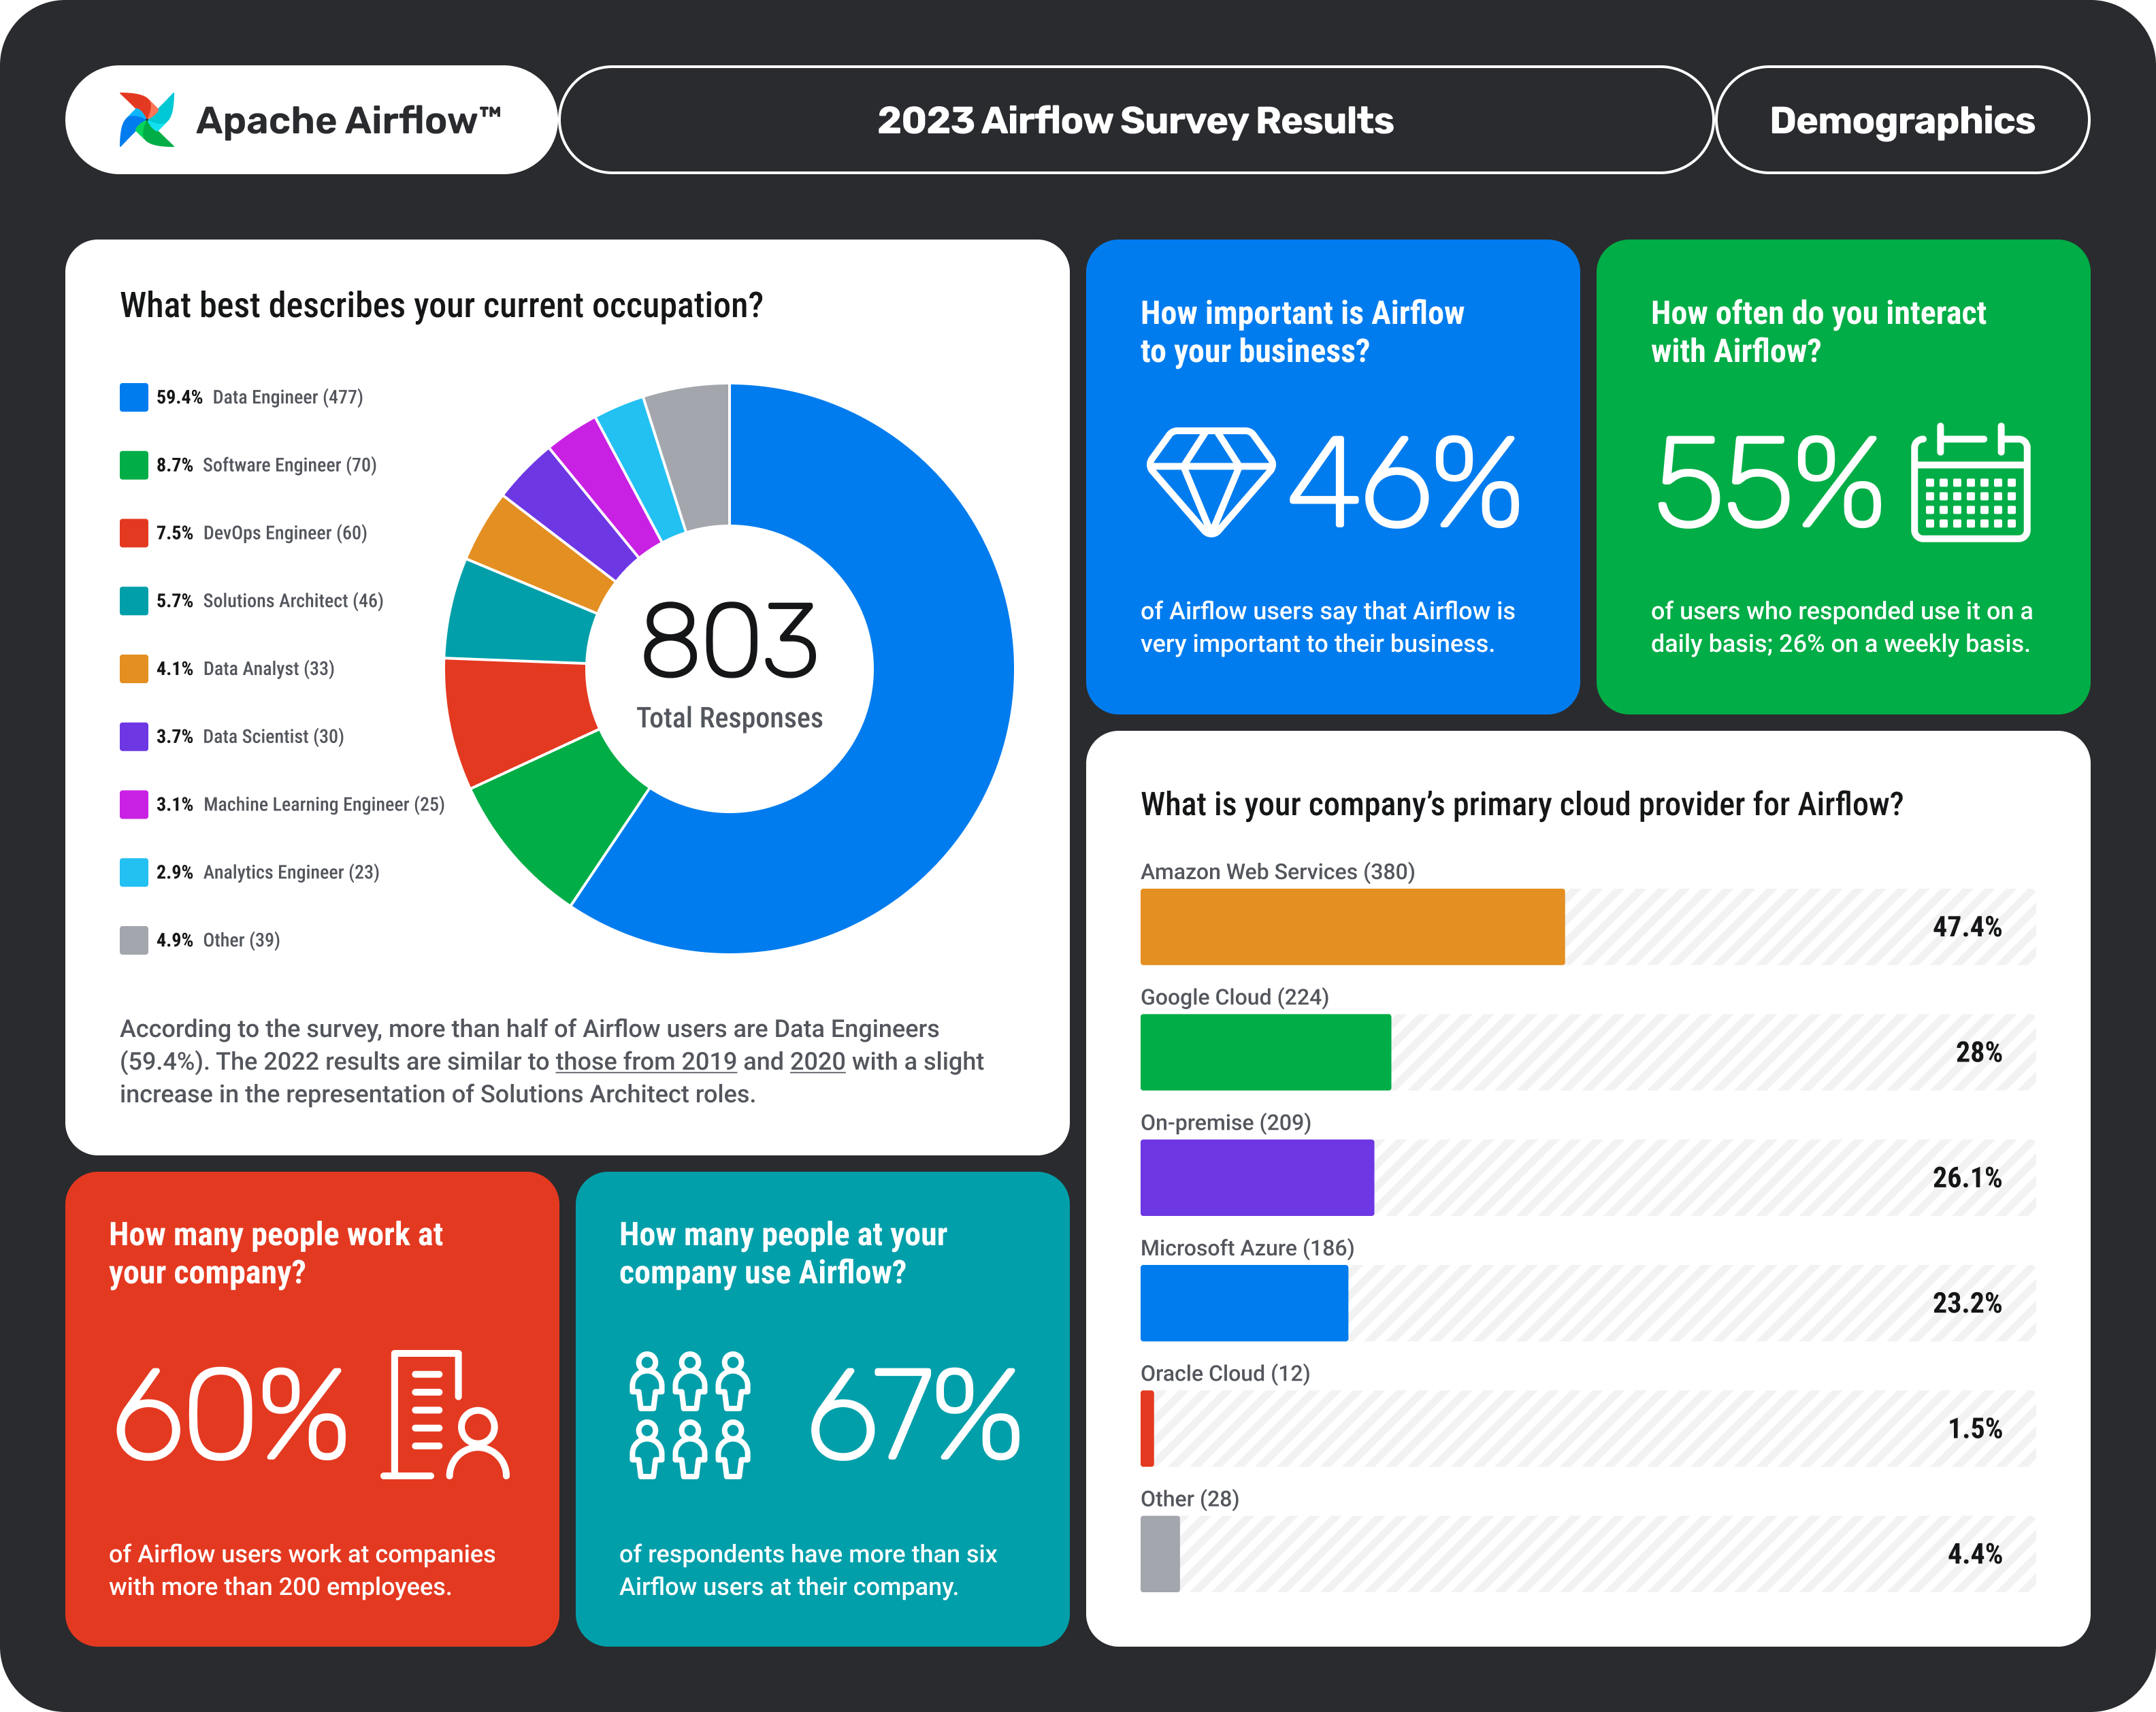 Apache Airflow™
2023 Airflow Survey Results
Demographics
What best describes your current occupation?
59.4% Data Engineer (477)
8.7% Software Engineer (70)
7.5% DevOps Engineer (60)
5.7% Solutions Architect (46)
4.1% Data Analyst (33)
3.7% Data Scientist (30)
3.1% Machine Learning Engineer (25)
2.9% Analytics Engineer (23)
4.9% Other (39)
803
Total Responses
According to the survey, more than half of Airflow users are Data Engineers
(59.4%). The 2022 results are similar to those from 2019 and 2020 with a slight
increase in the representation of Solutions Architect roles.
How important is Airflow
to your business?
46%
of Airflow users say that Airflow is
very important to their business.
How often do you interact
with Airflow?
55%
of users who responded use it on a
daily basis; 26% on a weekly basis.
How many people work at
your company?
60%
of Airflow users work at companies
with more than 200 employees.
How many people at your
company use Airflow?
67%
of respondents have more than six
Airflow users at their company.
What is your company’s primary cloud provider for Airflow?
Amazon Web Services (380)
47.4%
Google Cloud (224)
28%
On-premise (209)
26.1%
Microsoft Azure (186)
23.2%
Oracle Cloud (12)
1.5%
Other (28)
4.4%